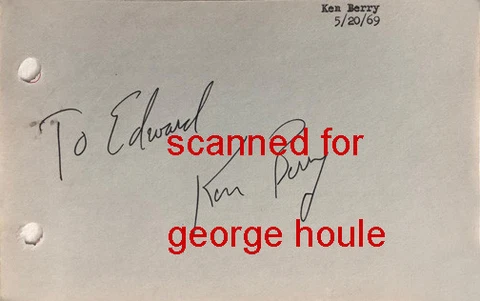 Ken Berry
5/20/69
To Edward
scanned for
Ken Berry
george houle